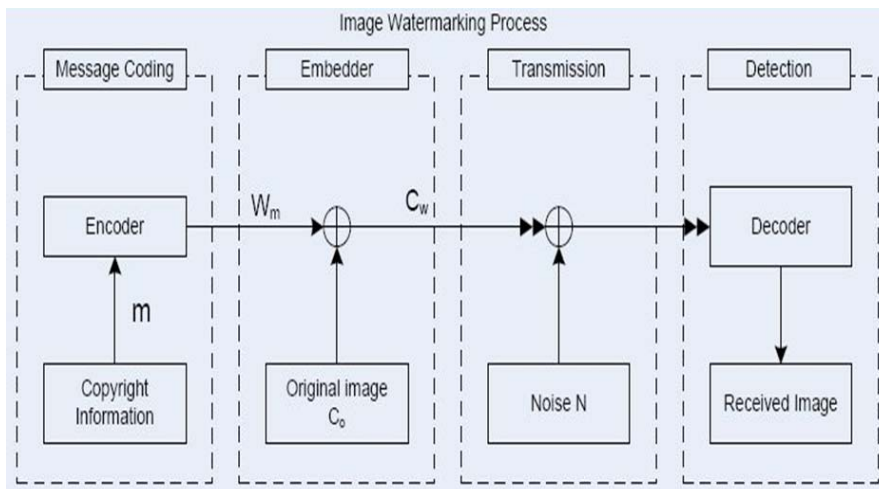 Image Watermarking Process
Message Coding
Embedder
Transmission
Detection
Encoder
Wₘ
C_w
Decoder
m
Copyright
Information
Original image
Cₒ
Noise N
Received Image